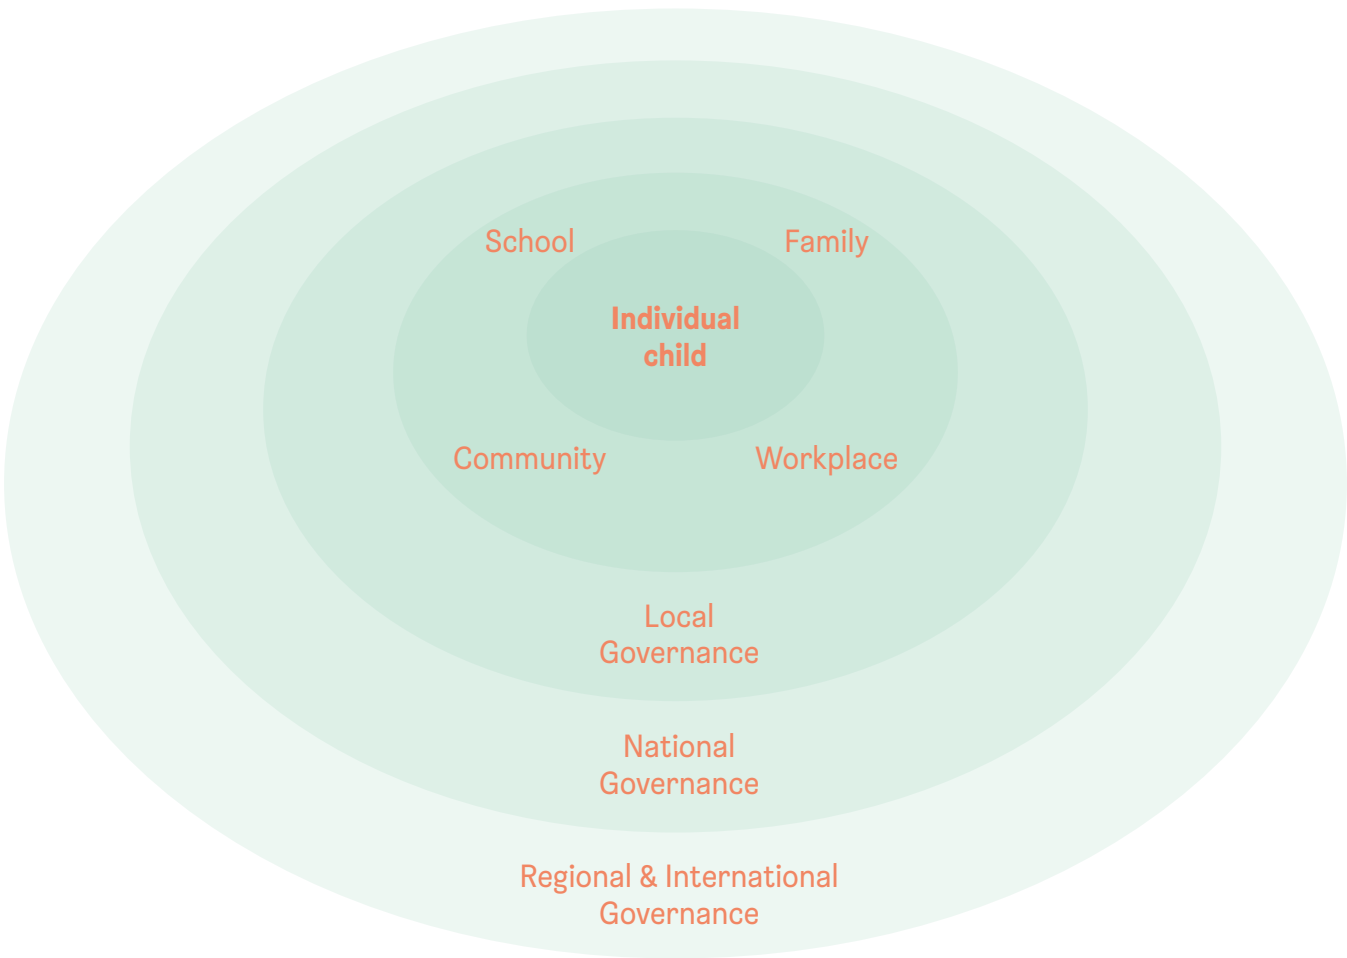 School
Family
Individual
child
Community
Workplace
Local
Governance
National
Governance
Regional & International
Governance